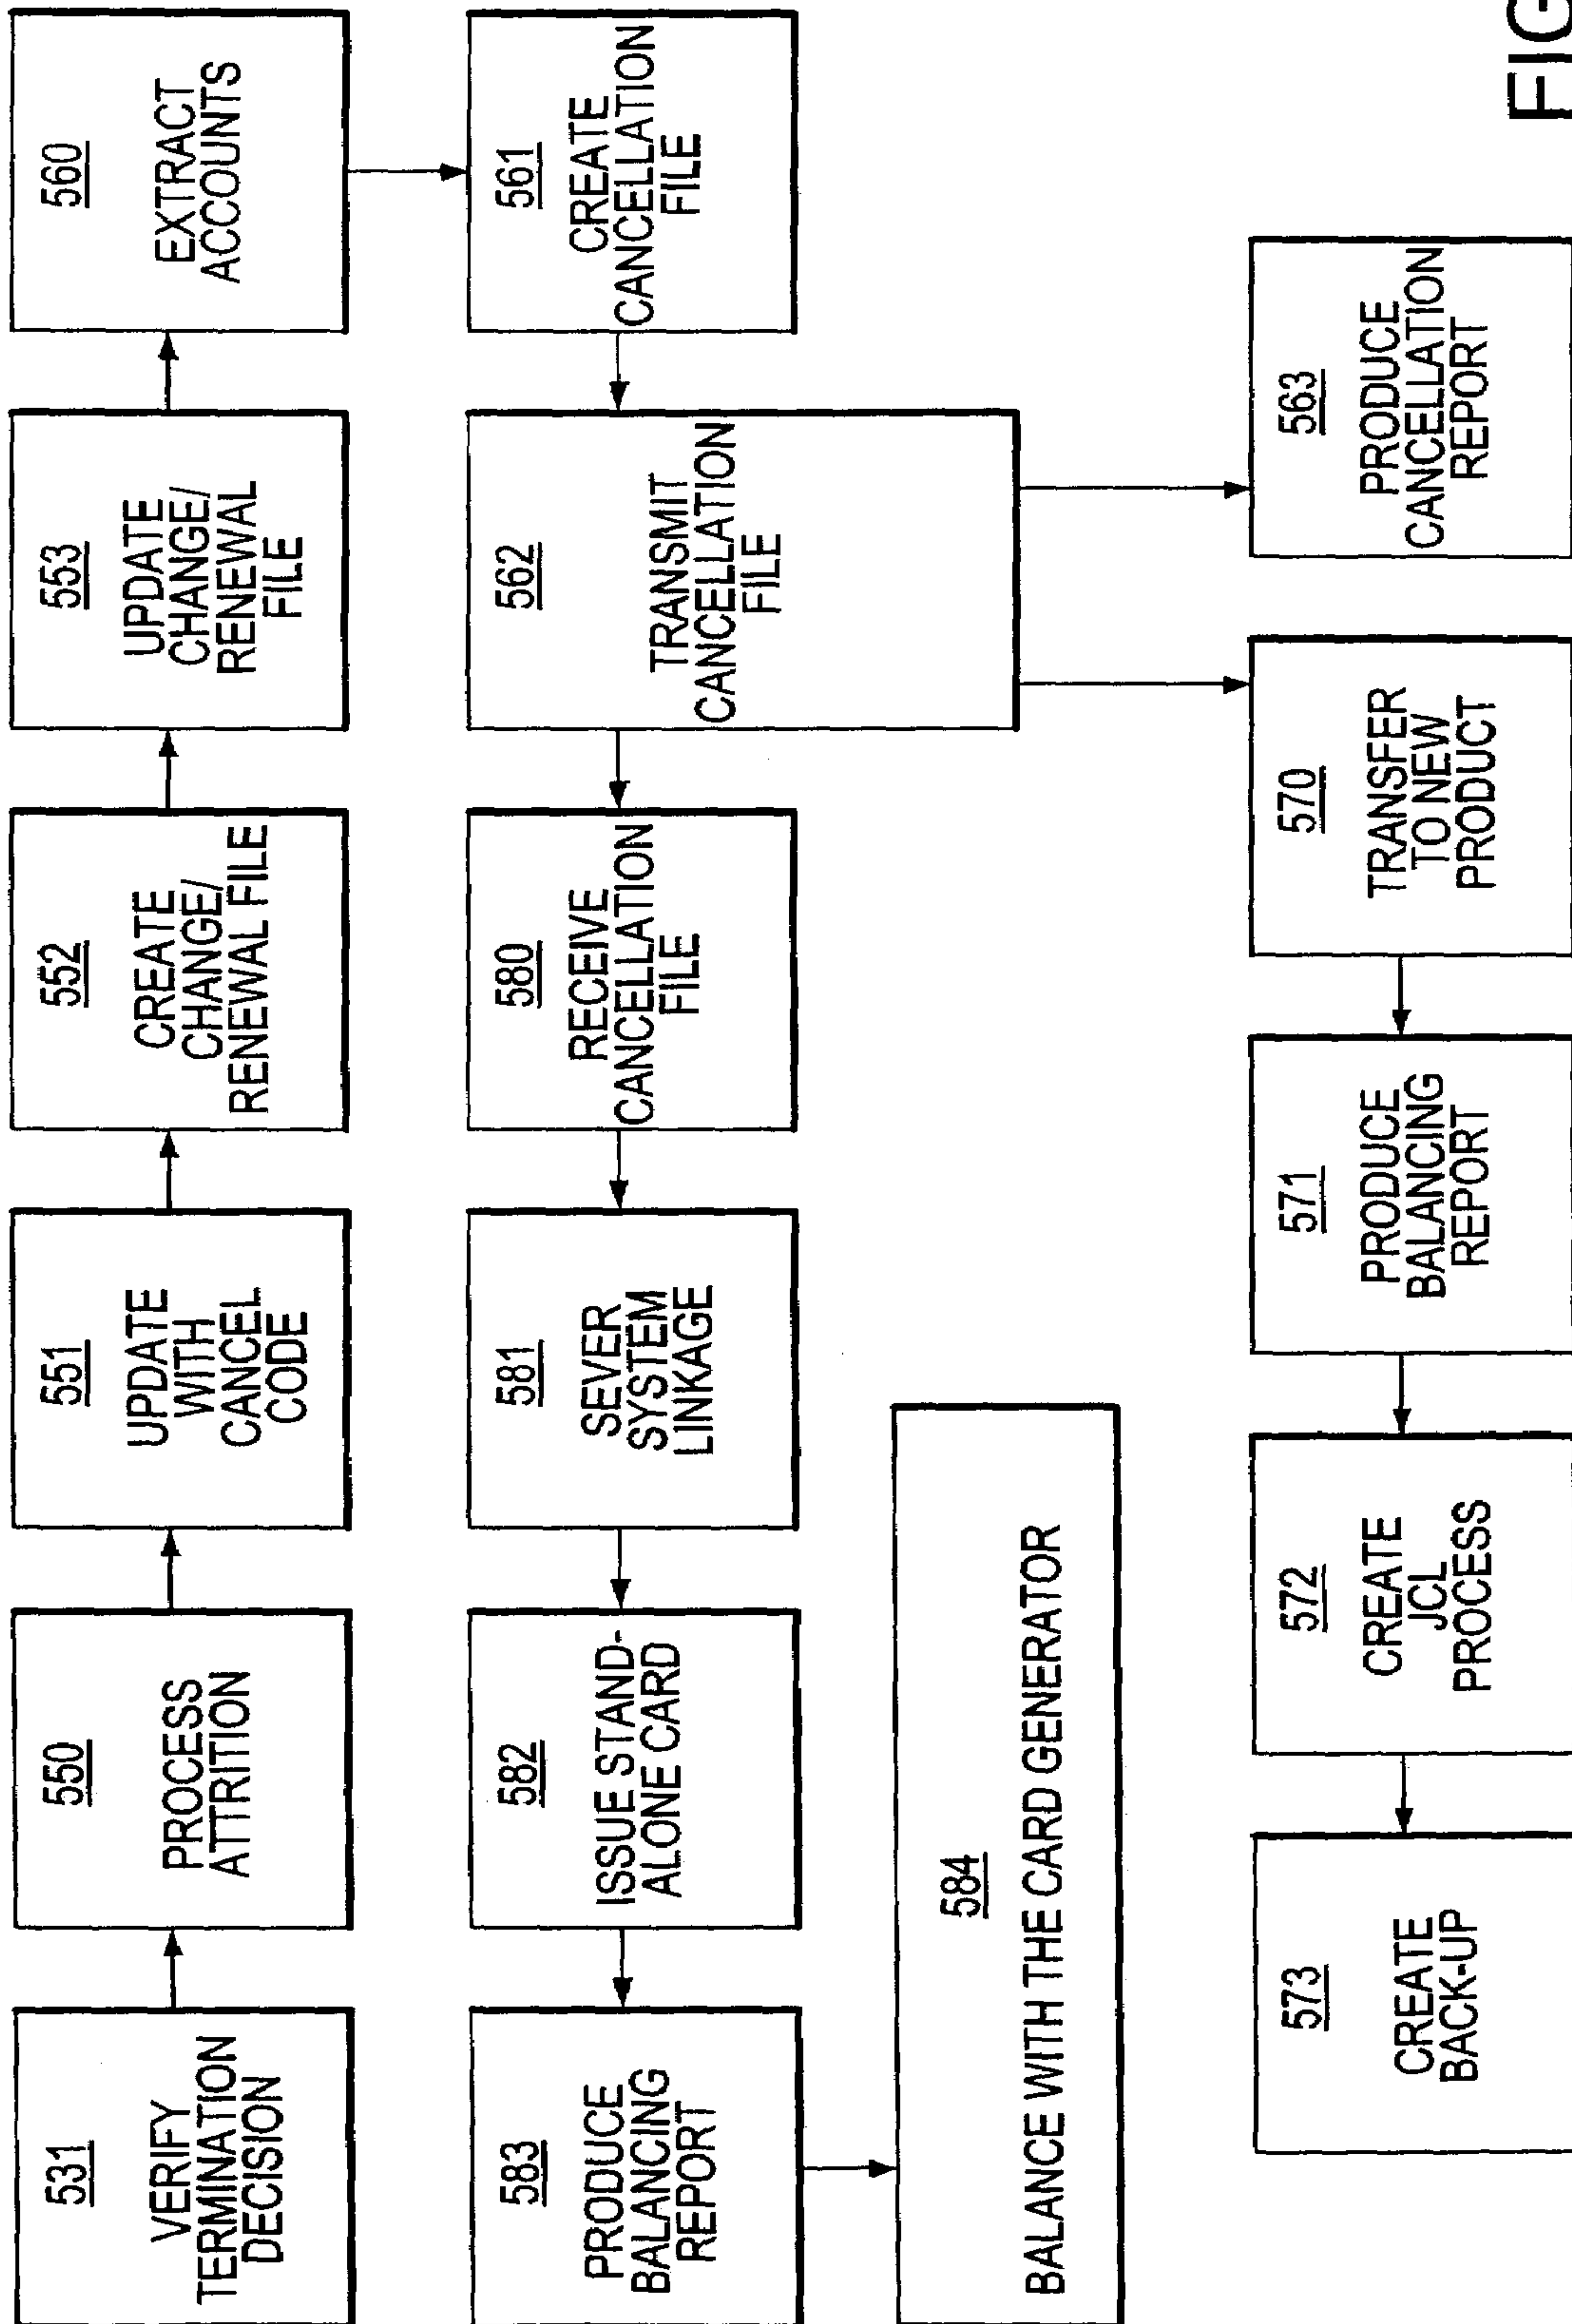 531
VERIFY
TERMINATION
DECISION
550
PROCESS
ATTRITION
551
UPDATE
WITH
CANCEL
CODE
552
CREATE
CHANGE/
RENEWAL FILE
553
UPDATE
CHANGE/
RENEWAL
FILE
560
EXTRACT
ACCOUNTS
583
PRODUCE
BALANCING
REPORT
582
ISSUE STAND-
ALONE CARD
581
SEVER
SYSTEM
LINKAGE
580
RECEIVE
CANCELLATION
FILE
562
TRANSMIT
CANCELLATION
FILE
561
CREATE
CANCELLATION
FILE
584
BALANCE WITH THE CARD GENERATOR
573
CREATE
BACK-UP
572
CREATE
JCL
PROCESS
571
PRODUCE
BALANCING
REPORT
570
TRANSFER
TO NEW
PRODUCT
563
PRODUCE
CANCELLATION
REPORT
FIG